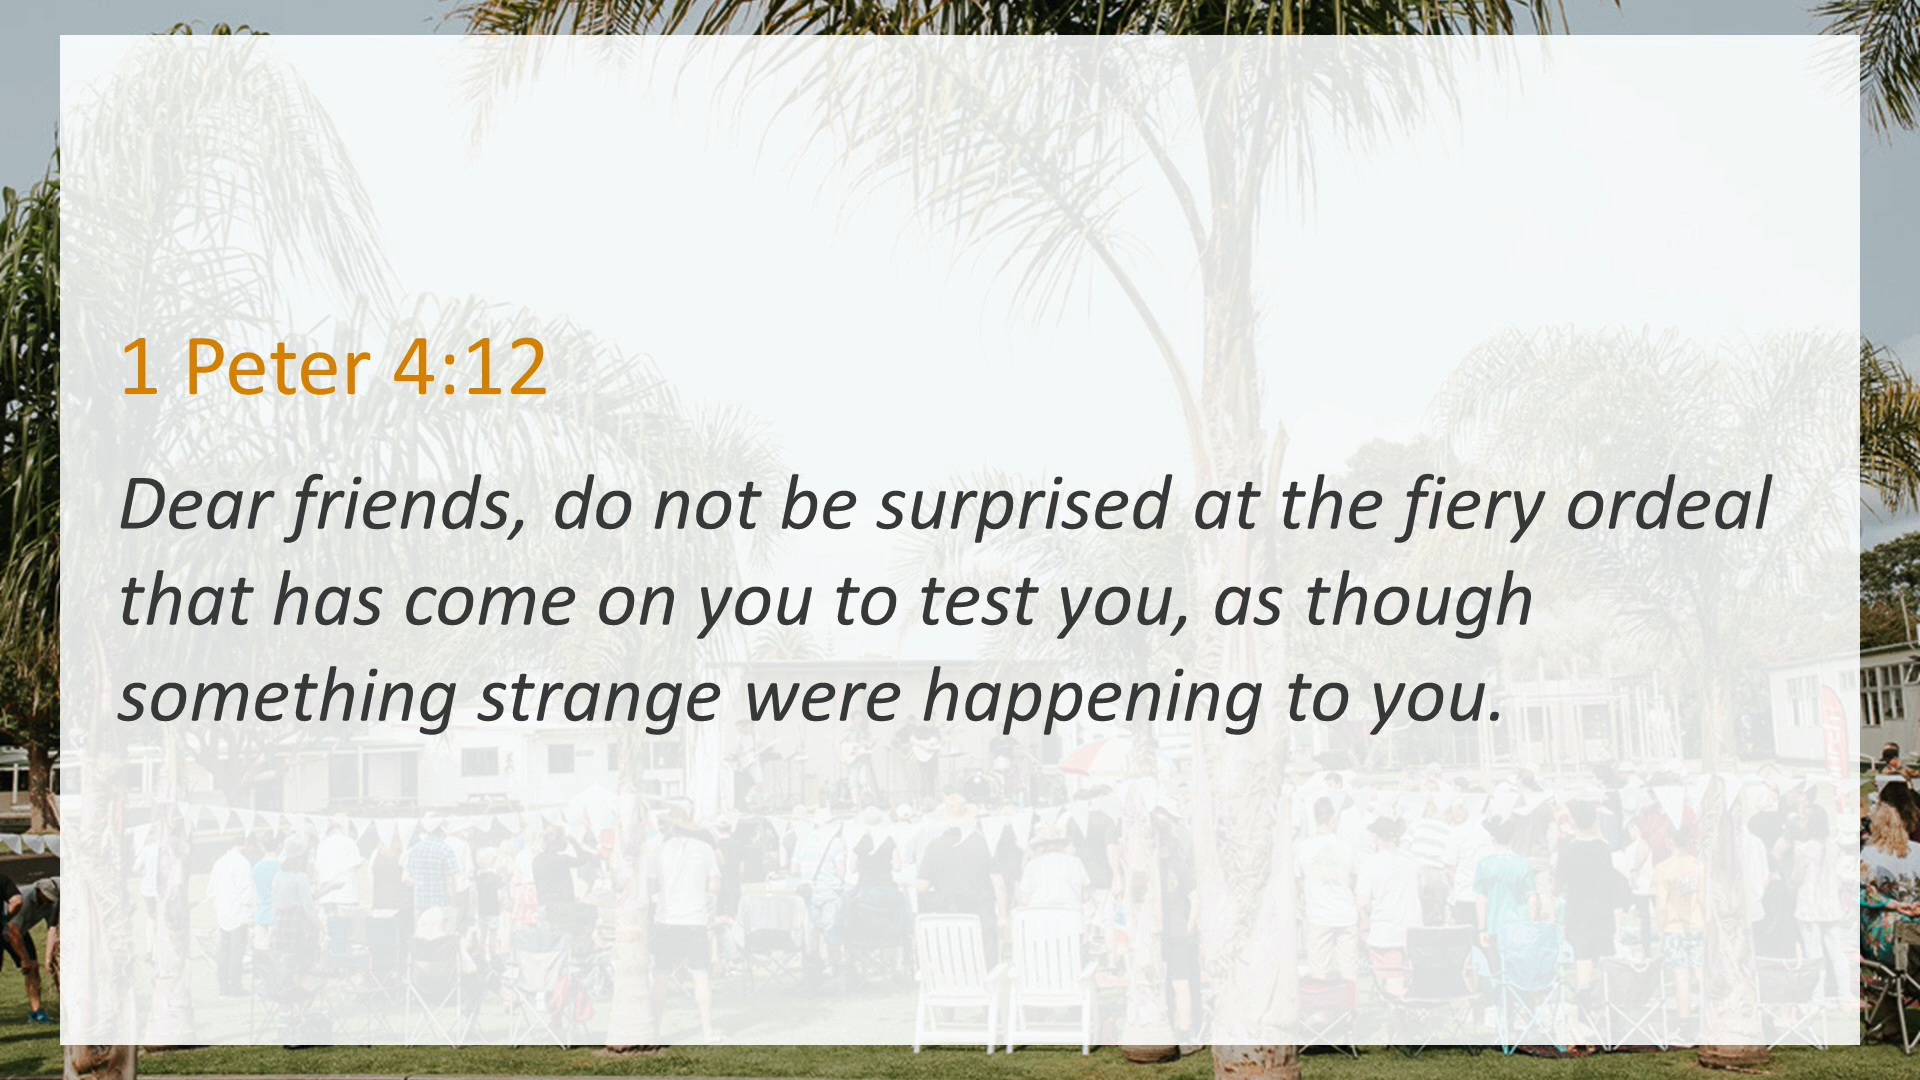 1 Peter 4:12
Dear friends, do not be surprised at the fiery ordeal
that has come on you to test you, as though
something strange were happening to you.